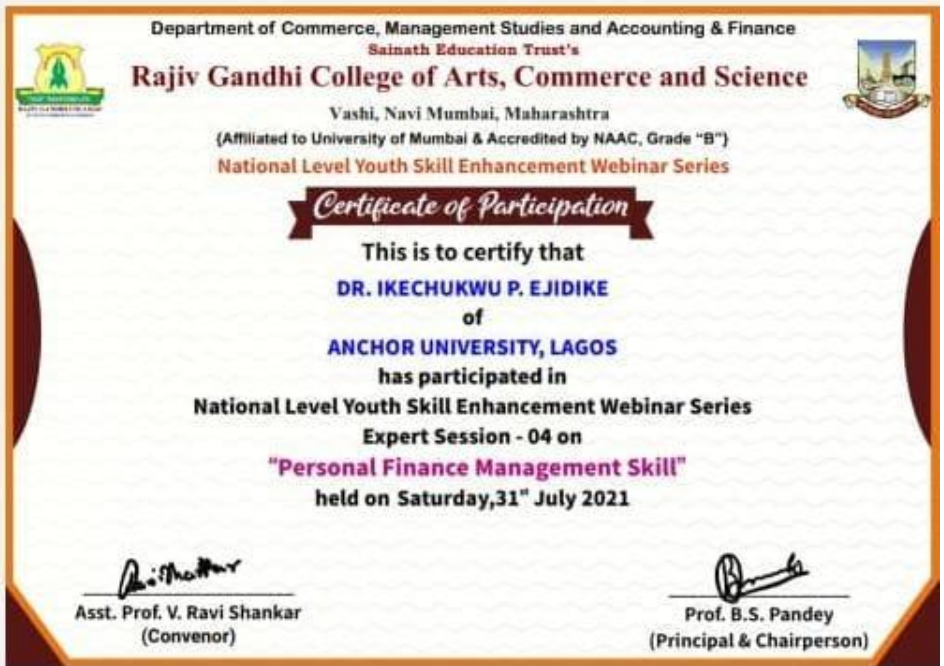 Department of Commerce, Management Studies and Accounting & Finance
Sainath Education Trust's
Rajiv Gandhi College of Arts, Commerce and Science
Vashi, Navi Mumbai, Maharashtra
(Affiliated to University of Mumbai & Accredited by NAAC, Grade "B")
National Level Youth Skill Enhancement Webinar Series
Certificate of Participation
This is to certify that
DR. IKECHUKWU P. EJIDIKE
of
ANCHOR UNIVERSITY, LAGOS
has participated in
National Level Youth Skill Enhancement Webinar Series
Expert Session - 04 on
"Personal Finance Management Skill"
held on Saturday,31st July 2021
Asst. Prof. V. Ravi Shankar
(Convenor)
Prof. B.S. Pandey
(Principal & Chairperson)